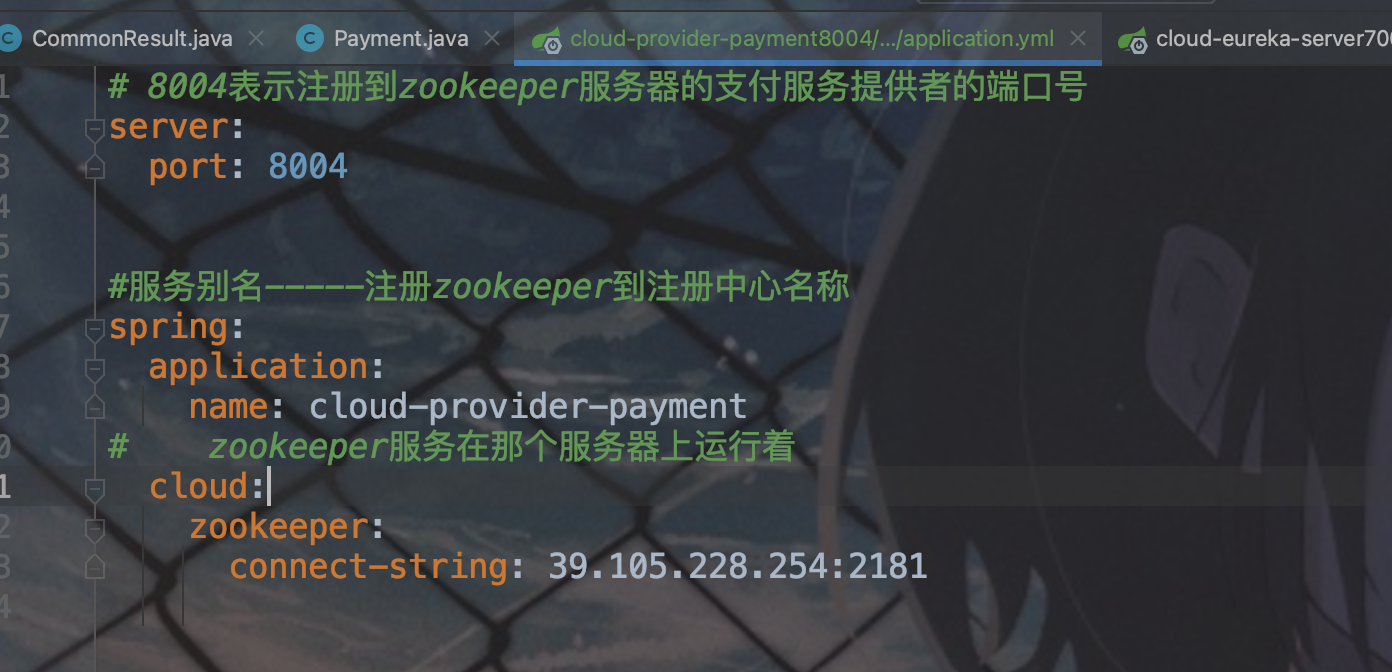 CommonResult.java Payment.java cloud-provider-payment8004/.../application.yml cloud-eureka-server700
1 # 8004表示注册到zookeeper服务器的支付服务提供者的端口号
2 server:
3 port: 8004
4
5
6 #服务别名-----注册zookeeper到注册中心名称
7 spring:
8 application:
9 name: cloud-provider-payment
0 # zookeeper服务在那个服务器上运行着
1 cloud:
2 zookeeper:
3 connect-string: 39.105.228.254:2181
4